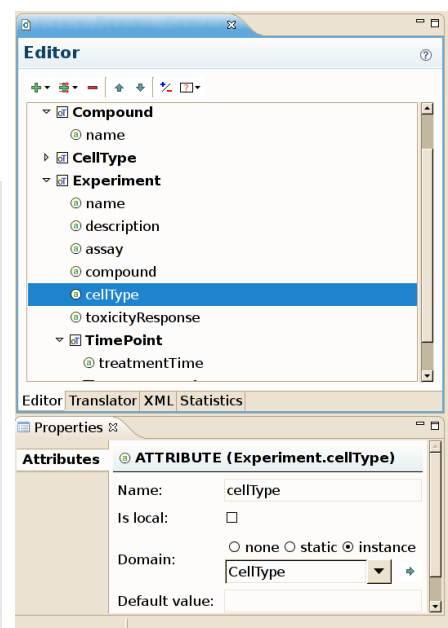 Editor
Compound
name
CellType
Experiment
name
description
assay
compound
cellType
toxicityResponse
TimePoint
treatmentTime
Editor Translator XML Statistics
Properties
Attributes
ATTRIBUTE (Experiment.cellType)
Name: cellType
Is local:
Domain: none static instance
CellType
Default value: